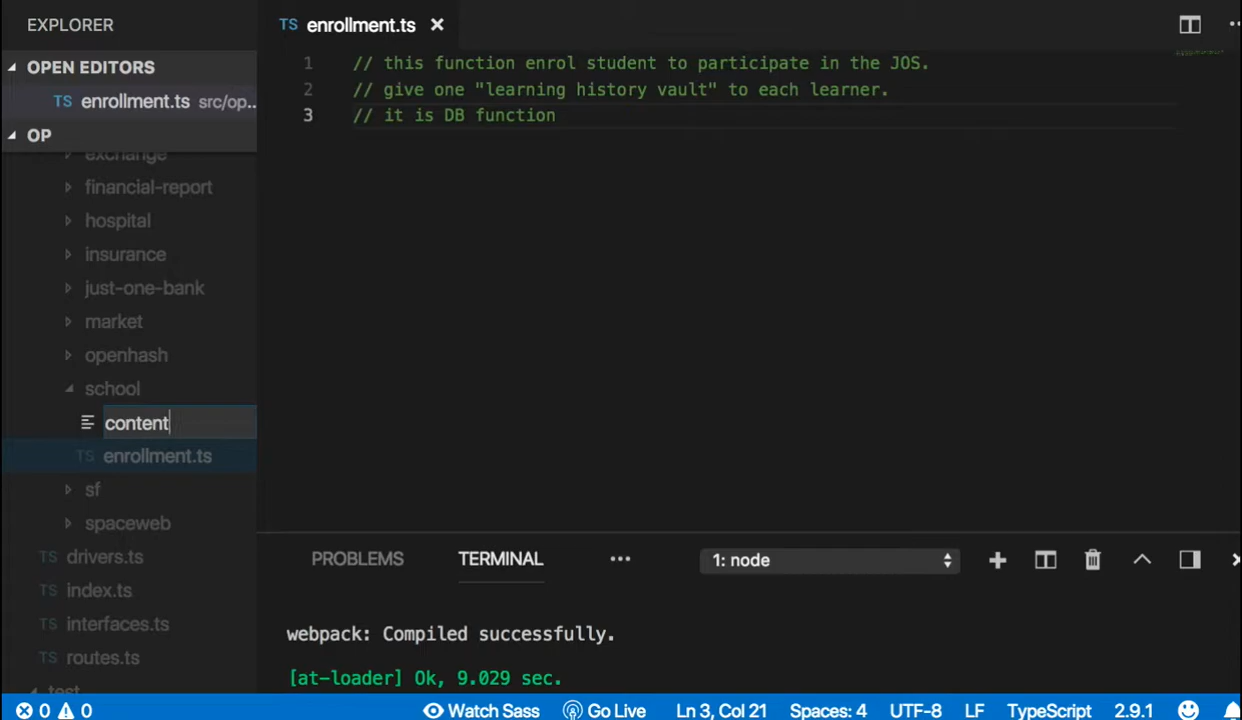 EXPLORER
OPEN EDITORS
TS enrollment.ts src/op...
OP
exchange
financial-report
hospital
insurance
just-one-bank
market
openhash
school
content
TS enrollment.ts
sf
spaceweb
TS drivers.ts
TS index.ts
TS interfaces.ts
TS routes.ts
test
TS enrollment.ts
1 // this function enrol student to participate in the JOS.
2 // give one "learning history vault" to each learner.
3 // it is DB function
PROBLEMS TERMINAL ... 1: node
webpack: Compiled successfully.
[at-loader] Ok, 9.029 sec.
0 0 Watch Sass Go Live Ln 3, Col 21 Spaces: 4 UTF-8 LF TypeScript 2.9.1